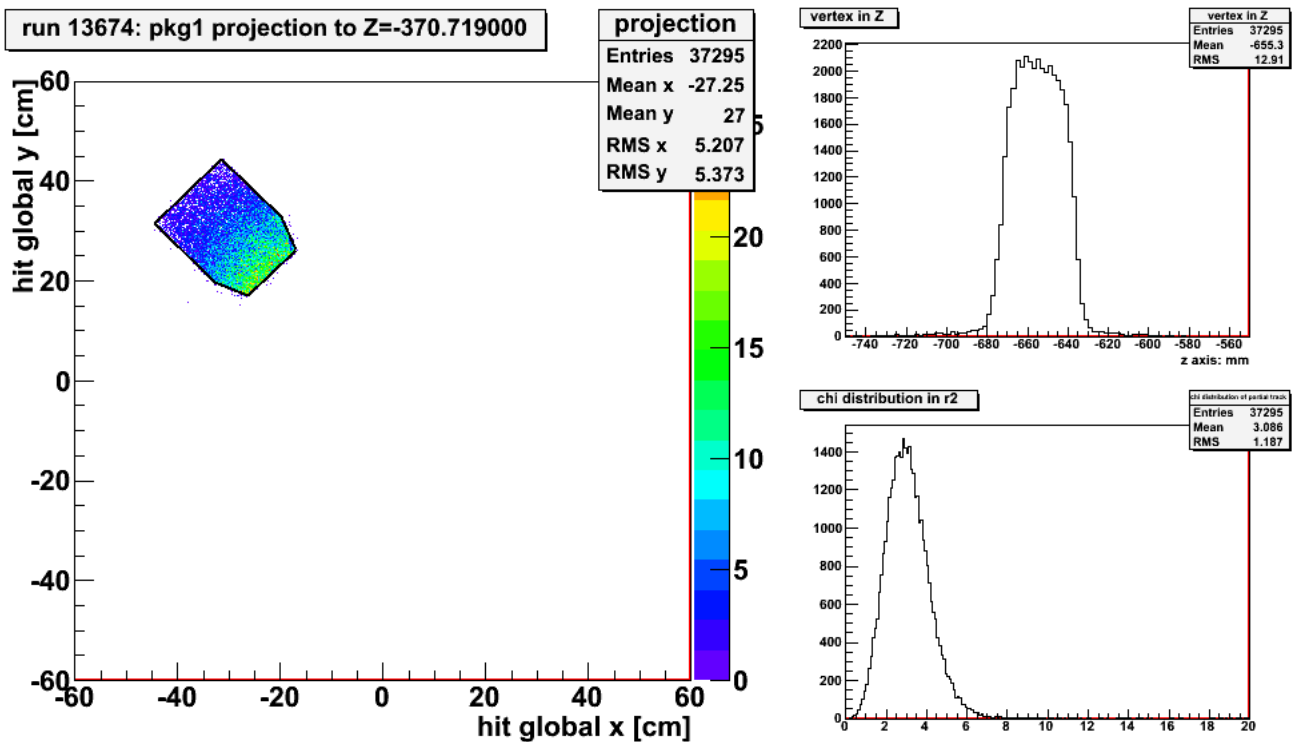 run 13674: pkg1 projection to Z=-370.719000
projection
Entries 37295
Mean x -27.25
Mean y 27
RMS x 5.207
RMS y 5.373
hit global y [cm]
60
40
20
0
-20
-40
-60
-60 -40 -20 0 20 40 60
hit global x [cm]
5
20
15
10
5
0
vertex in Z
vertex in Z
Entries 37295
Mean -655.3
RMS 12.91
2200
2000
1800
1600
1400
1200
1000
800
600
400
200
0
-740 -720 -700 -680 -660 -640 -620 -600 -580 -560
z axis: mm
chi distribution in r2
chi distribution of partial track
Entries 37295
Mean 3.086
RMS 1.187
1400
1200
1000
800
600
400
200
0
0 2 4 6 8 10 12 14 16 18 20